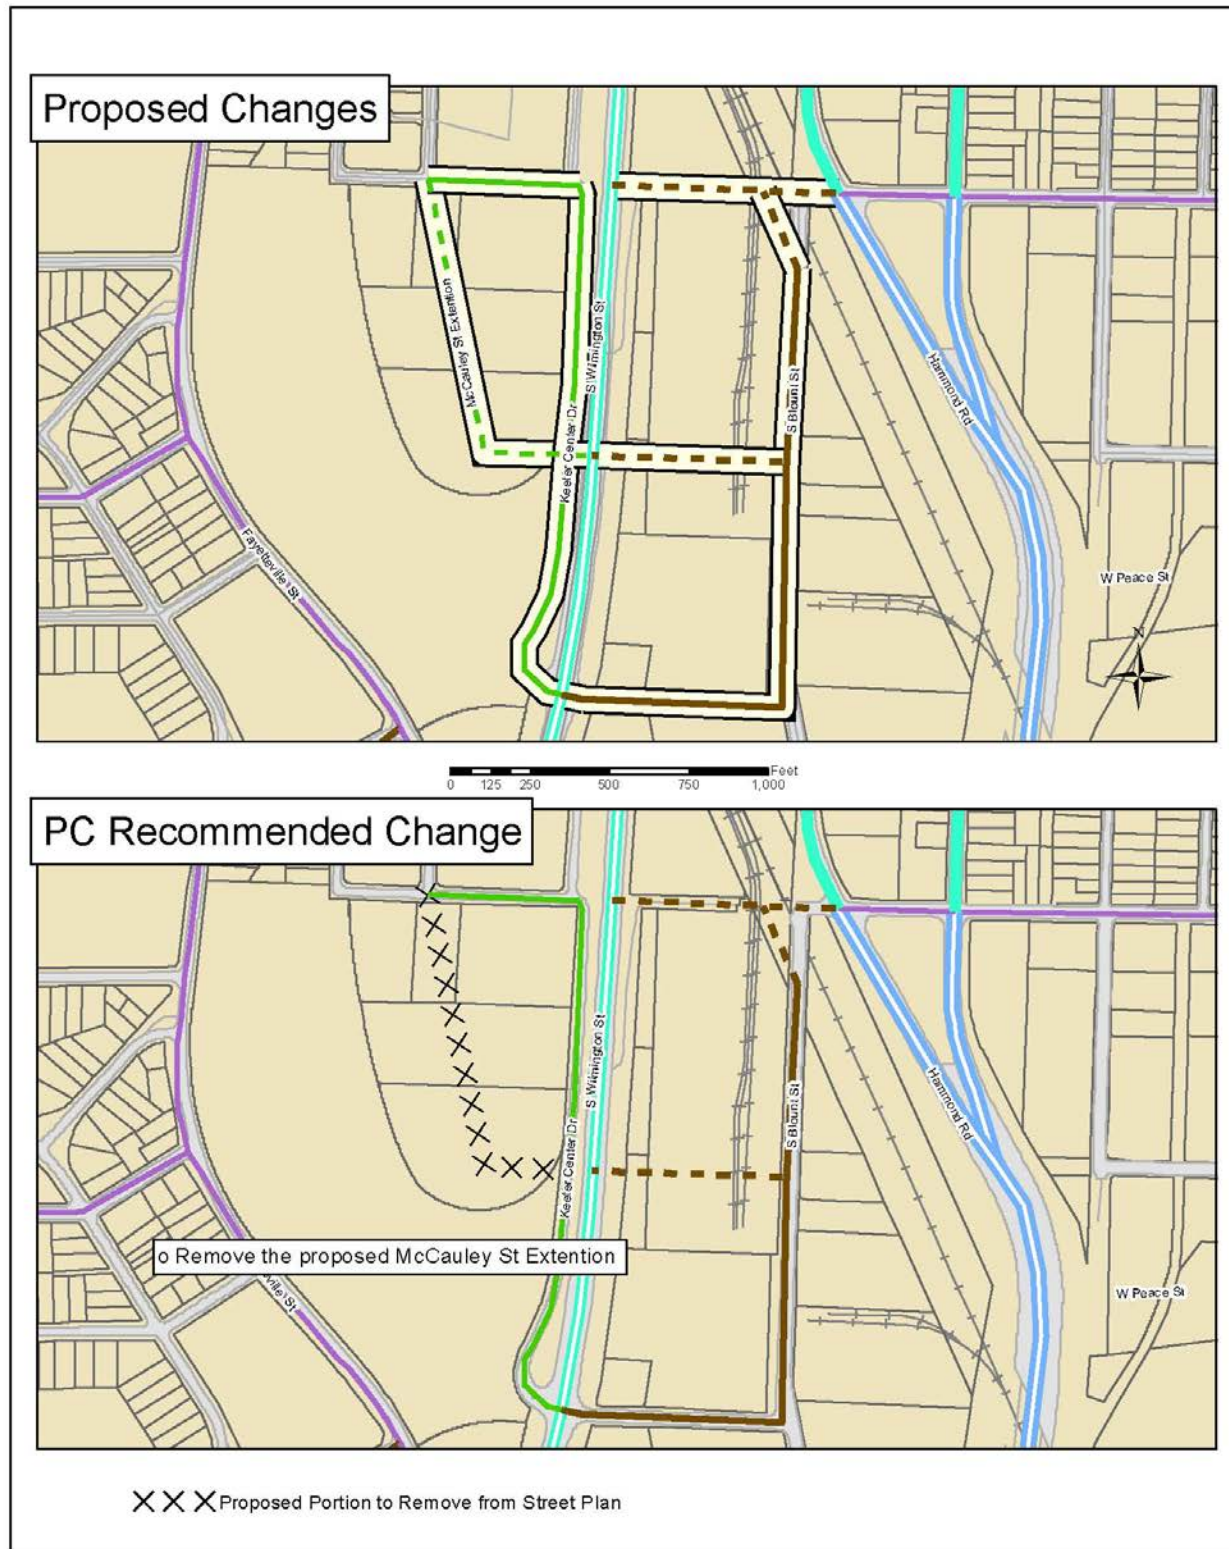 Proposed Changes
McCauley St Extention
S Wilmington St
Keeter Center Dr
S Blount St
Hammond Rd
Fayetteville St
W Peace St
N
Feet
0 125 250 500 750 1,000
PC Recommended Change
S Wilmington St
Keeter Center Dr
S Blount St
Hammond Rd
o Remove the proposed McCauley St Extention
ville St
W Peace St
X X X Proposed Portion to Remove from Street Plan